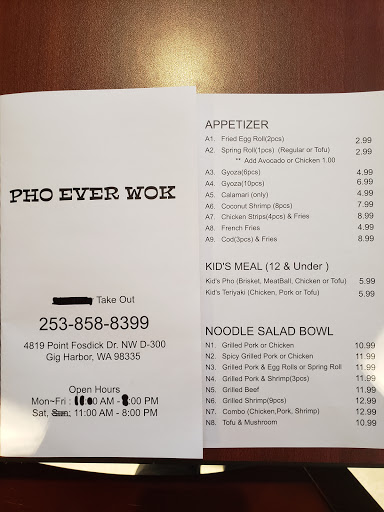 PHO EVER WOK
Take Out
253-858-8399
4819 Point Fosdick Dr. NW D-300
Gig Harbor, WA 98335
Open Hours
Mon~Fri : :00 AM - :00 PM
Sat, Sun: 11:00 AM - 8:00 PM
APPETIZER
A1. Fried Egg Roll(2pcs) 2.99
A2. Spring Roll(1pcs) (Regular or Tofu) 2.99
** Add Avocado or Chicken 1.00
A3. Gyoza(6pcs) 4.99
A4. Gyoza(10pcs) 6.99
A5. Calamari (only) 4.99
A6. Coconut Shrimp (8pcs) 7.99
A7. Chicken Strips(4pcs) & Fries 8.99
A8. French Fries 4.99
A9. Cod(3pcs) & Fries 8.99
KID'S MEAL (12 & Under )
Kid's Pho (Brisket, MeatBall, Chicken or Tofu) 5.99
Kid's Teriyaki (Chicken, Pork or Tofu) 5.99
NOODLE SALAD BOWL
N1. Grilled Pork or Chicken 10.99
N2. Spicy Grilled Pork or Chicken 11.99
N3. Grilled Pork & Egg Rolls or Spring Roll 11.99
N4. Grilled Pork & Shrimp(3pcs) 11.99
N5. Grilled Beef 11.99
N6. Grilled Shrimp(9pcs) 12.99
N7. Combo (Chicken,Pork, Shrimp) 12.99
N8. Tofu & Mushroom 10.99